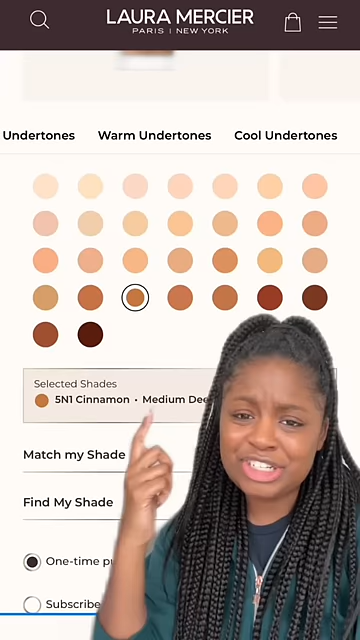 LAURA MERCIER
PARIS | NEW YORK
Undertones Warm Undertones Cool Undertones
Selected Shades
5N1 Cinnamon • Medium Dee
Match my Shade
Find My Shade
One-time pu
Subscribe